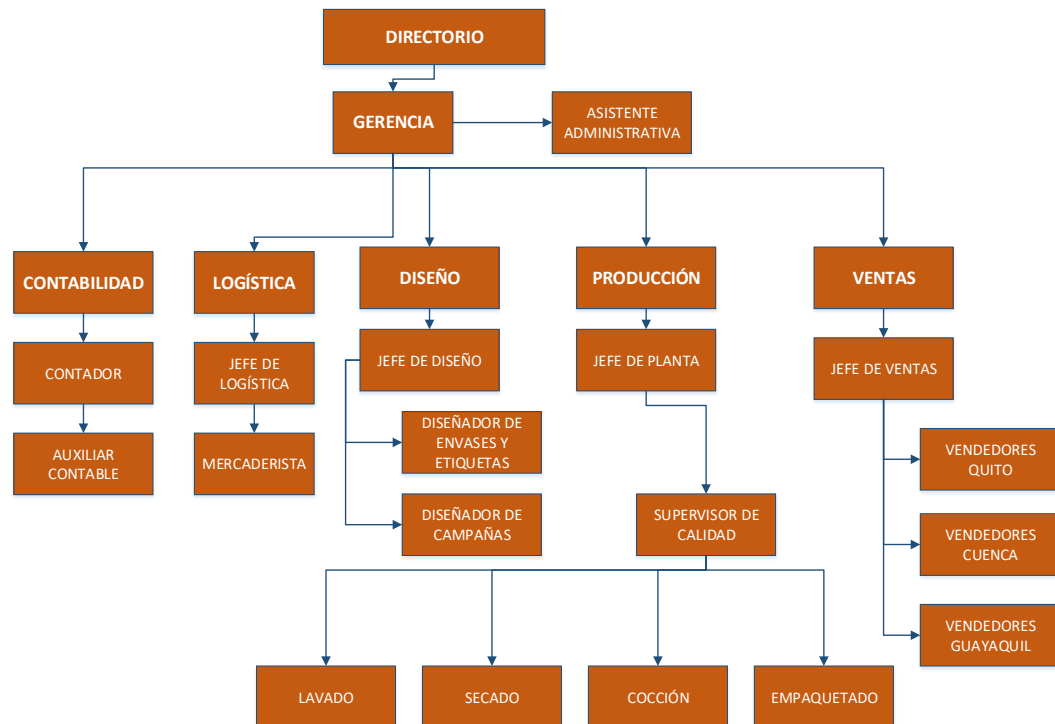 DIRECTORIO
GERENCIA
ASISTENTE
ADMINISTRATIVA
CONTABILIDAD
LOGÍSTICA
DISEÑO
PRODUCCIÓN
VENTAS
CONTADOR
JEFE DE
LOGÍSTICA
JEFE DE DISEÑO
JEFE DE PLANTA
JEFE DE VENTAS
AUXILIAR
CONTABLE
MERCADERISTA
DISEÑADOR DE
ENVASES Y
ETIQUETAS
VENDEDORES
QUITO
DISEÑADOR DE
CAMPAÑAS
SUPERVISOR DE
CALIDAD
VENDEDORES
CUENCA
VENDEDORES
GUAYAQUIL
LAVADO
SECADO
COCCIÓN
EMPAQUETADO